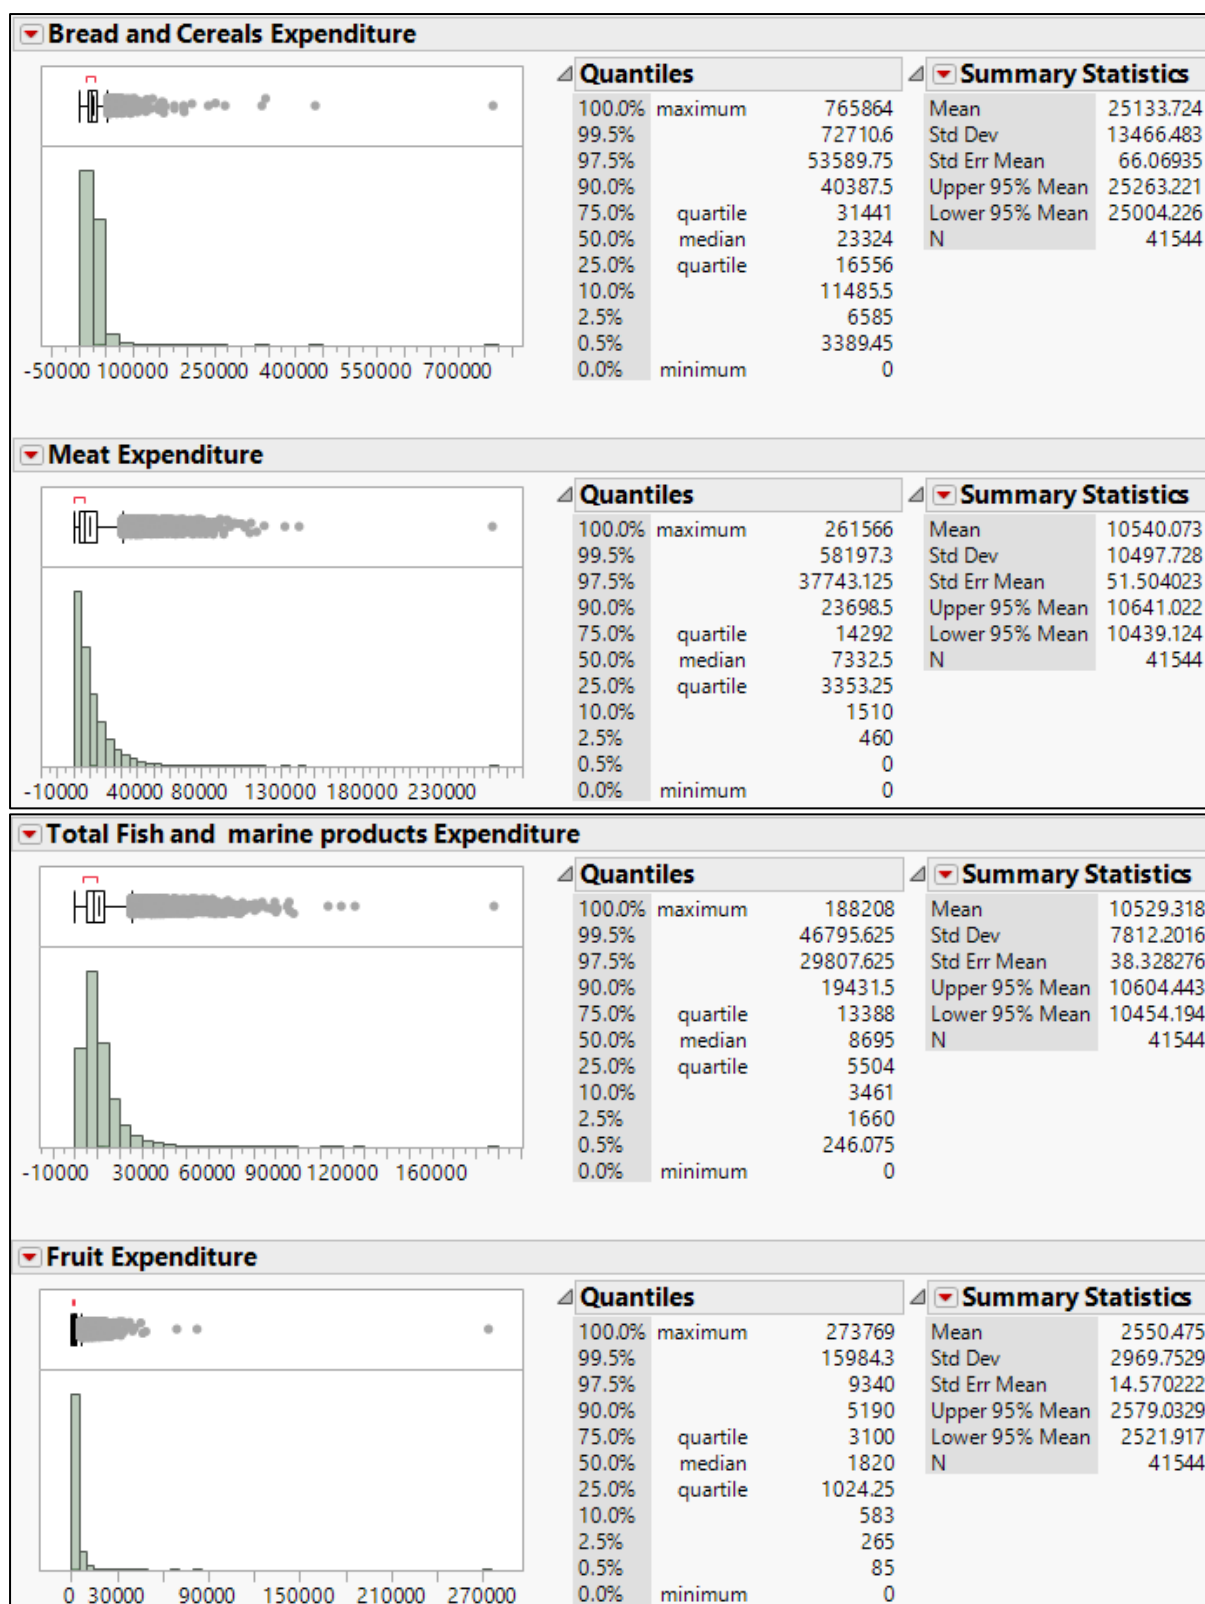 Bread and Cereals Expenditure
Quantiles
100.0% maximum 765864
99.5% 72710.6
97.5% 53589.75
90.0% 40387.5
75.0% quartile 31441
50.0% median 23324
25.0% quartile 16556
10.0% 11485.5
2.5% 6585
0.5% 3389.45
0.0% minimum 0
Summary Statistics
Mean 25133.724
Std Dev 13466.483
Std Err Mean 66.06935
Upper 95% Mean 25263.221
Lower 95% Mean 25004.226
N 41544
-50000 100000 250000 400000 550000 700000
Meat Expenditure
Quantiles
100.0% maximum 261566
99.5% 58197.3
97.5% 37743.125
90.0% 23698.5
75.0% quartile 14292
50.0% median 7332.5
25.0% quartile 3353.25
10.0% 1510
2.5% 460
0.5% 0
0.0% minimum 0
Summary Statistics
Mean 10540.073
Std Dev 10497.728
Std Err Mean 51.504023
Upper 95% Mean 10641.022
Lower 95% Mean 10439.124
N 41544
-10000 40000 80000 130000 180000 230000
Total Fish and marine products Expenditure
Quantiles
100.0% maximum 188208
99.5% 46795.625
97.5% 29807.625
90.0% 19431.5
75.0% quartile 13388
50.0% median 8695
25.0% quartile 5504
10.0% 3461
2.5% 1660
0.5% 246.075
0.0% minimum 0
Summary Statistics
Mean 10529.318
Std Dev 7812.2016
Std Err Mean 38.328276
Upper 95% Mean 10604.443
Lower 95% Mean 10454.194
N 41544
-10000 30000 60000 90000 120000 160000
Fruit Expenditure
Quantiles
100.0% maximum 273769
99.5% 15984.3
97.5% 9340
90.0% 5190
75.0% quartile 3100
50.0% median 1820
25.0% quartile 1024.25
10.0% 583
2.5% 265
0.5% 85
0.0% minimum 0
Summary Statistics
Mean 2550.475
Std Dev 2969.7529
Std Err Mean 14.570222
Upper 95% Mean 2579.0329
Lower 95% Mean 2521.917
N 41544
0 30000 90000 150000 210000 270000